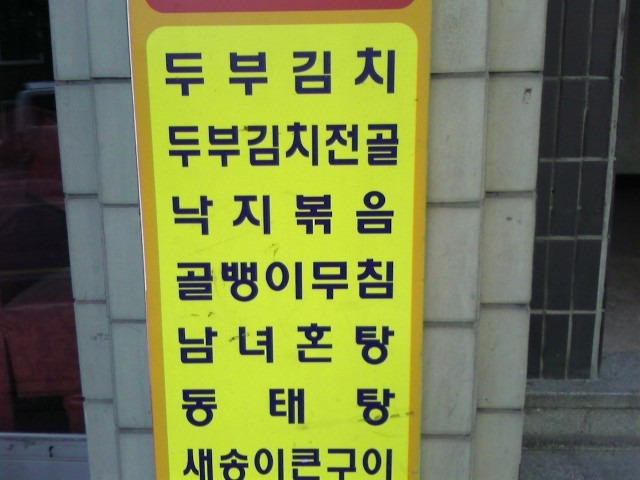 두부김치
두부김치전골
낙지볶음
골뱅이무침
남녀혼탕
동태탕
새송이큰구이